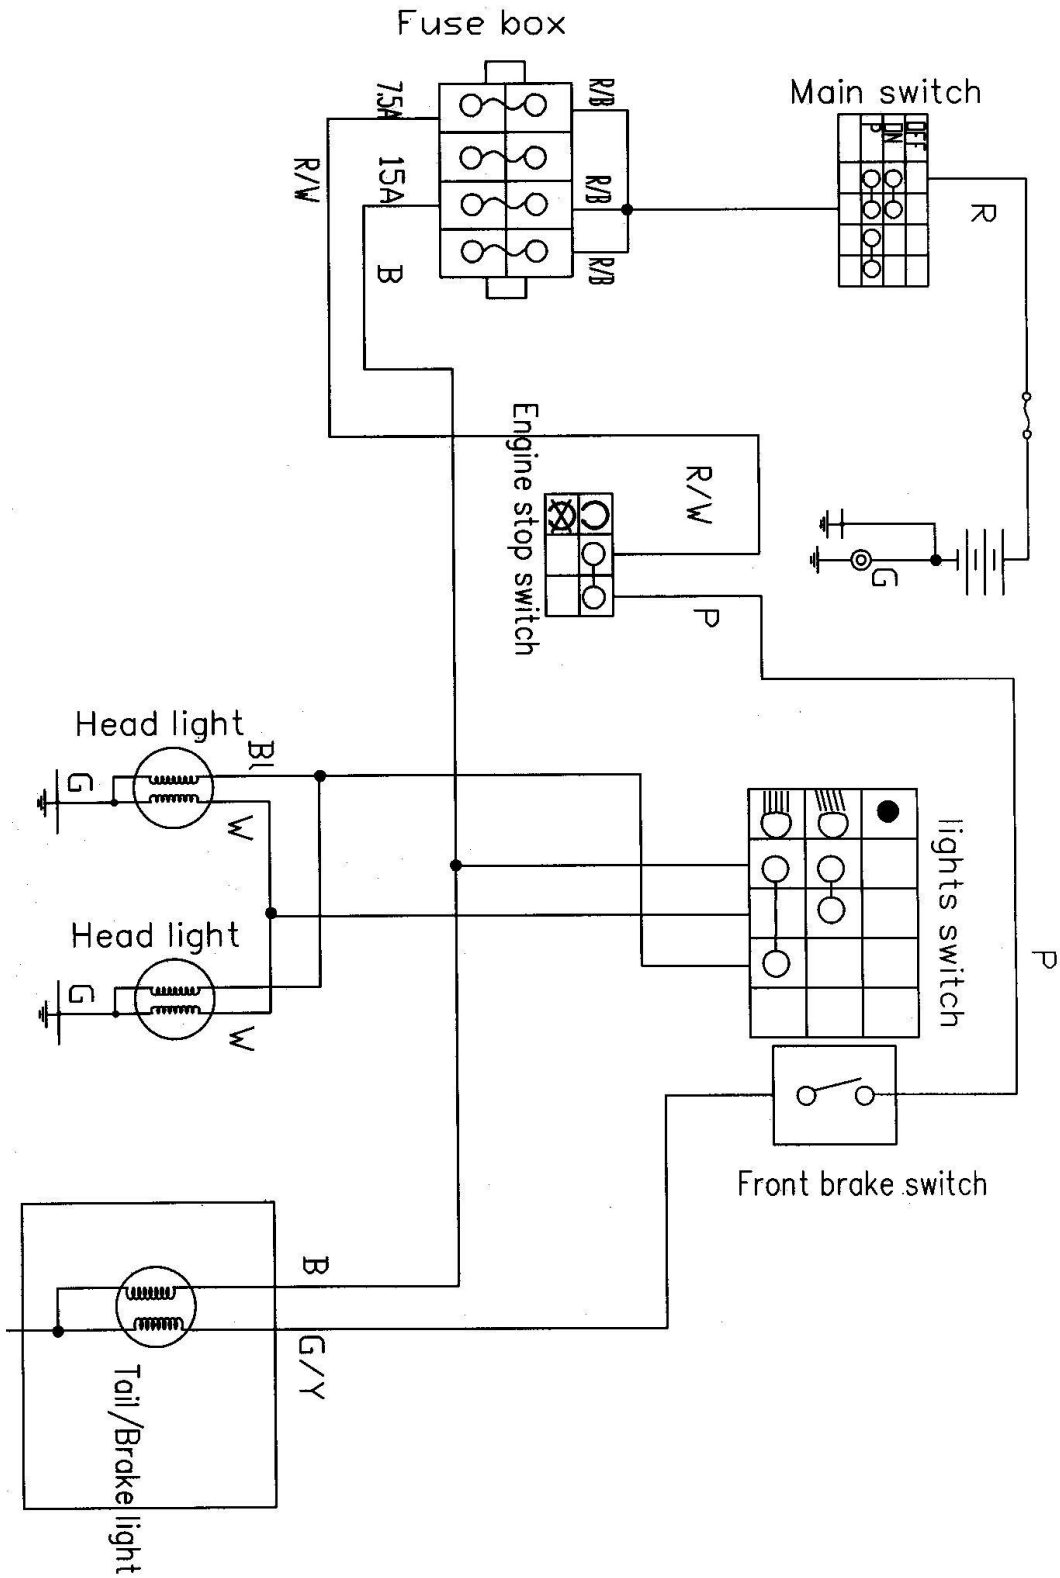 Fuse box
7.5A
R/B
Main switch
OFF
ON
P
R/W
15A
R/B
R
B
R/B
Engine stop switch
R/W
G
P
Head light
Bl
G
W
lights switch
Head light
G
W
P
Front brake switch
B
G/Y
Tail/Brake light